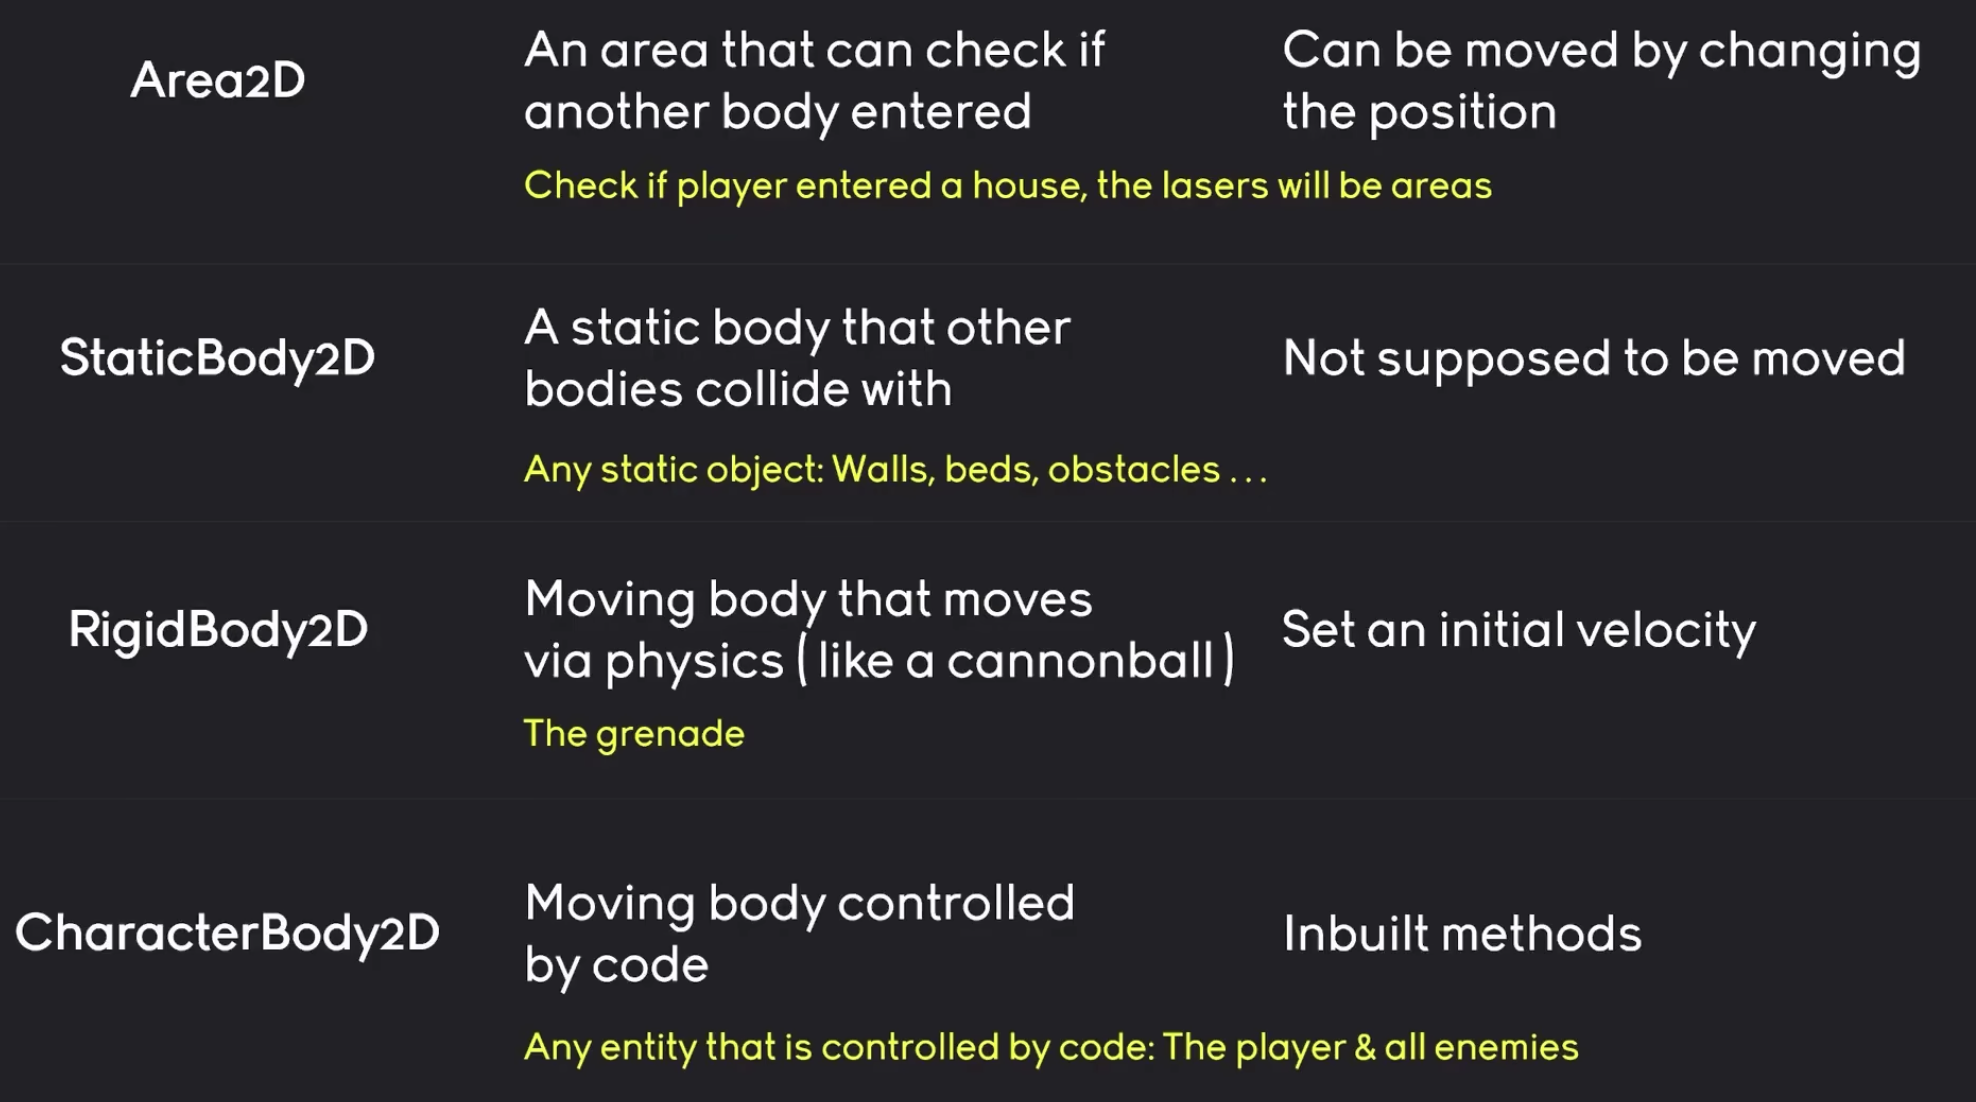 Area2D
An area that can check if
another body entered
Can be moved by changing
the position
Check if player entered a house, the lasers will be areas
StaticBody2D
A static body that other
bodies collide with
Not supposed to be moved
Any static object: Walls, beds, obstacles ...
RigidBody2D
Moving body that moves
via physics (like a cannonball)
Set an initial velocity
The grenade
CharacterBody2D
Moving body controlled
by code
Inbuilt methods
Any entity that is controlled by code: The player & all enemies